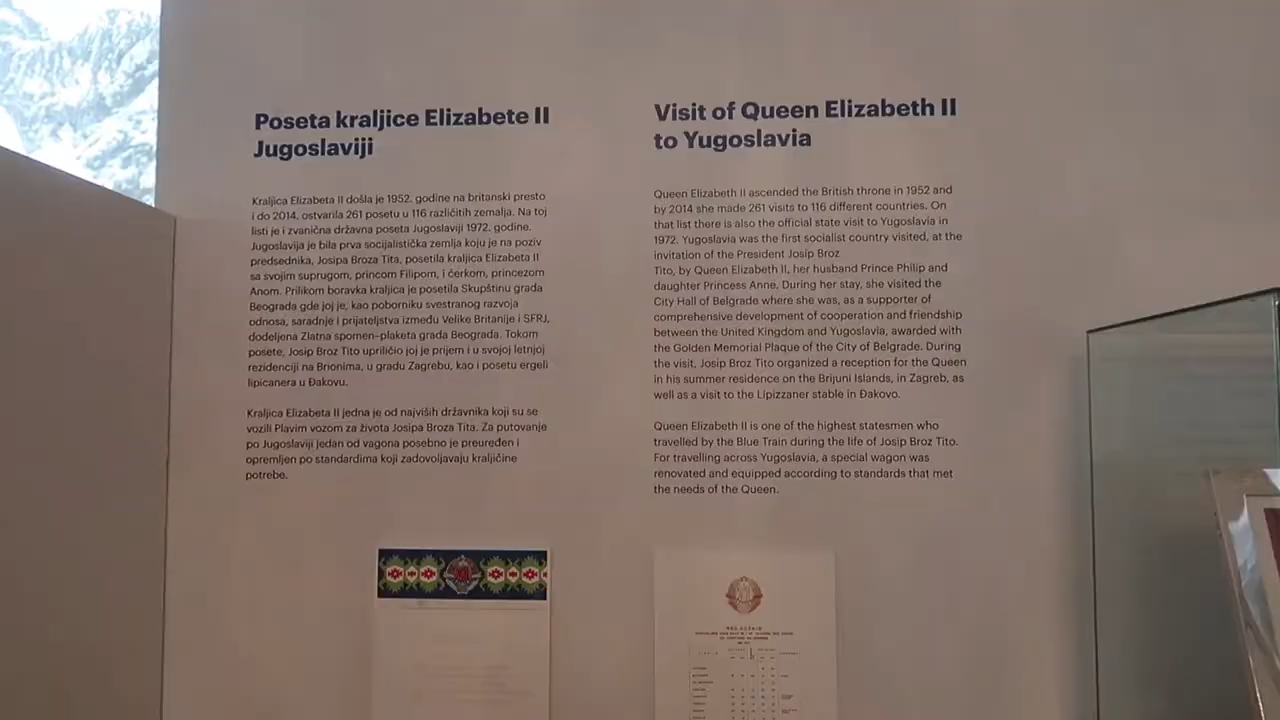 Poseta kraljice Elizabete II
Jugoslaviji
Kraljica Elizabeta II došla je 1952. godine na britanski presto
i do 2014. ostvarila 261 posetu u 116 različitih zemalja. Na toj
listi je i zvanična državna poseta Jugoslaviji 1972. godine.
Jugoslavija je bila prva socijalistička zemlja koju je na poziv
predsednika, Josipa Broza Tita, posetila kraljica Elizabeta II
sa svojim suprugom, princom Filipom, i ćerkom, princezom
Anom. Prilikom boravka kraljica je posetila Skupštinu grada
Beograda gde joj je, kao poborniku svestranog razvoja
odnosa, saradnje i prijateljstva između Velike Britanije i SFRJ,
dodeljena Zlatna spomen-plaketa grada Beograda. Tokom
posete, Josip Broz Tito upriličio joj je prijem i u svojoj letnjoj
rezidenciji na Brionima, u gradu Zagrebu, kao i posetu ergeli
lipicanera u Đakovu.
Kraljica Elizabeta II jedna je od najviših državnika koji su se
vozili Plavim vozom za života Josipa Broza Tita. Za putovanje
po Jugoslaviji jedan od vagona posebno je preuređen i
opremljen po standardima koji zadovoljavaju kraljičine
potrebe.
Visit of Queen Elizabeth II
to Yugoslavia
Queen Elizabeth II ascended the British throne in 1952 and
by 2014 she made 261 visits to 116 different countries. On
that list there is also the official state visit to Yugoslavia in
1972. Yugoslavia was the first socialist country visited, at the
invitation of the President Josip Broz
Tito, by Queen Elizabeth II, her husband Prince Philip and
daughter Princess Anne. During her stay, she visited the
City Hall of Belgrade where she was, as a supporter of
comprehensive development of cooperation and friendship
between the United Kingdom and Yugoslavia, awarded with
the Golden Memorial Plaque of the City of Belgrade. During
the visit, Josip Broz Tito organized a reception for the Queen
in his summer residence on the Brijuni Islands, in Zagreb, as
well as a visit to the Lipizzaner stable in Đakovo.
Queen Elizabeth II is one of the highest statesmen who
travelled by the Blue Train during the life of Josip Broz Tito.
For travelling across Yugoslavia, a special wagon was
renovated and equipped according to standards that met
the needs of the Queen.